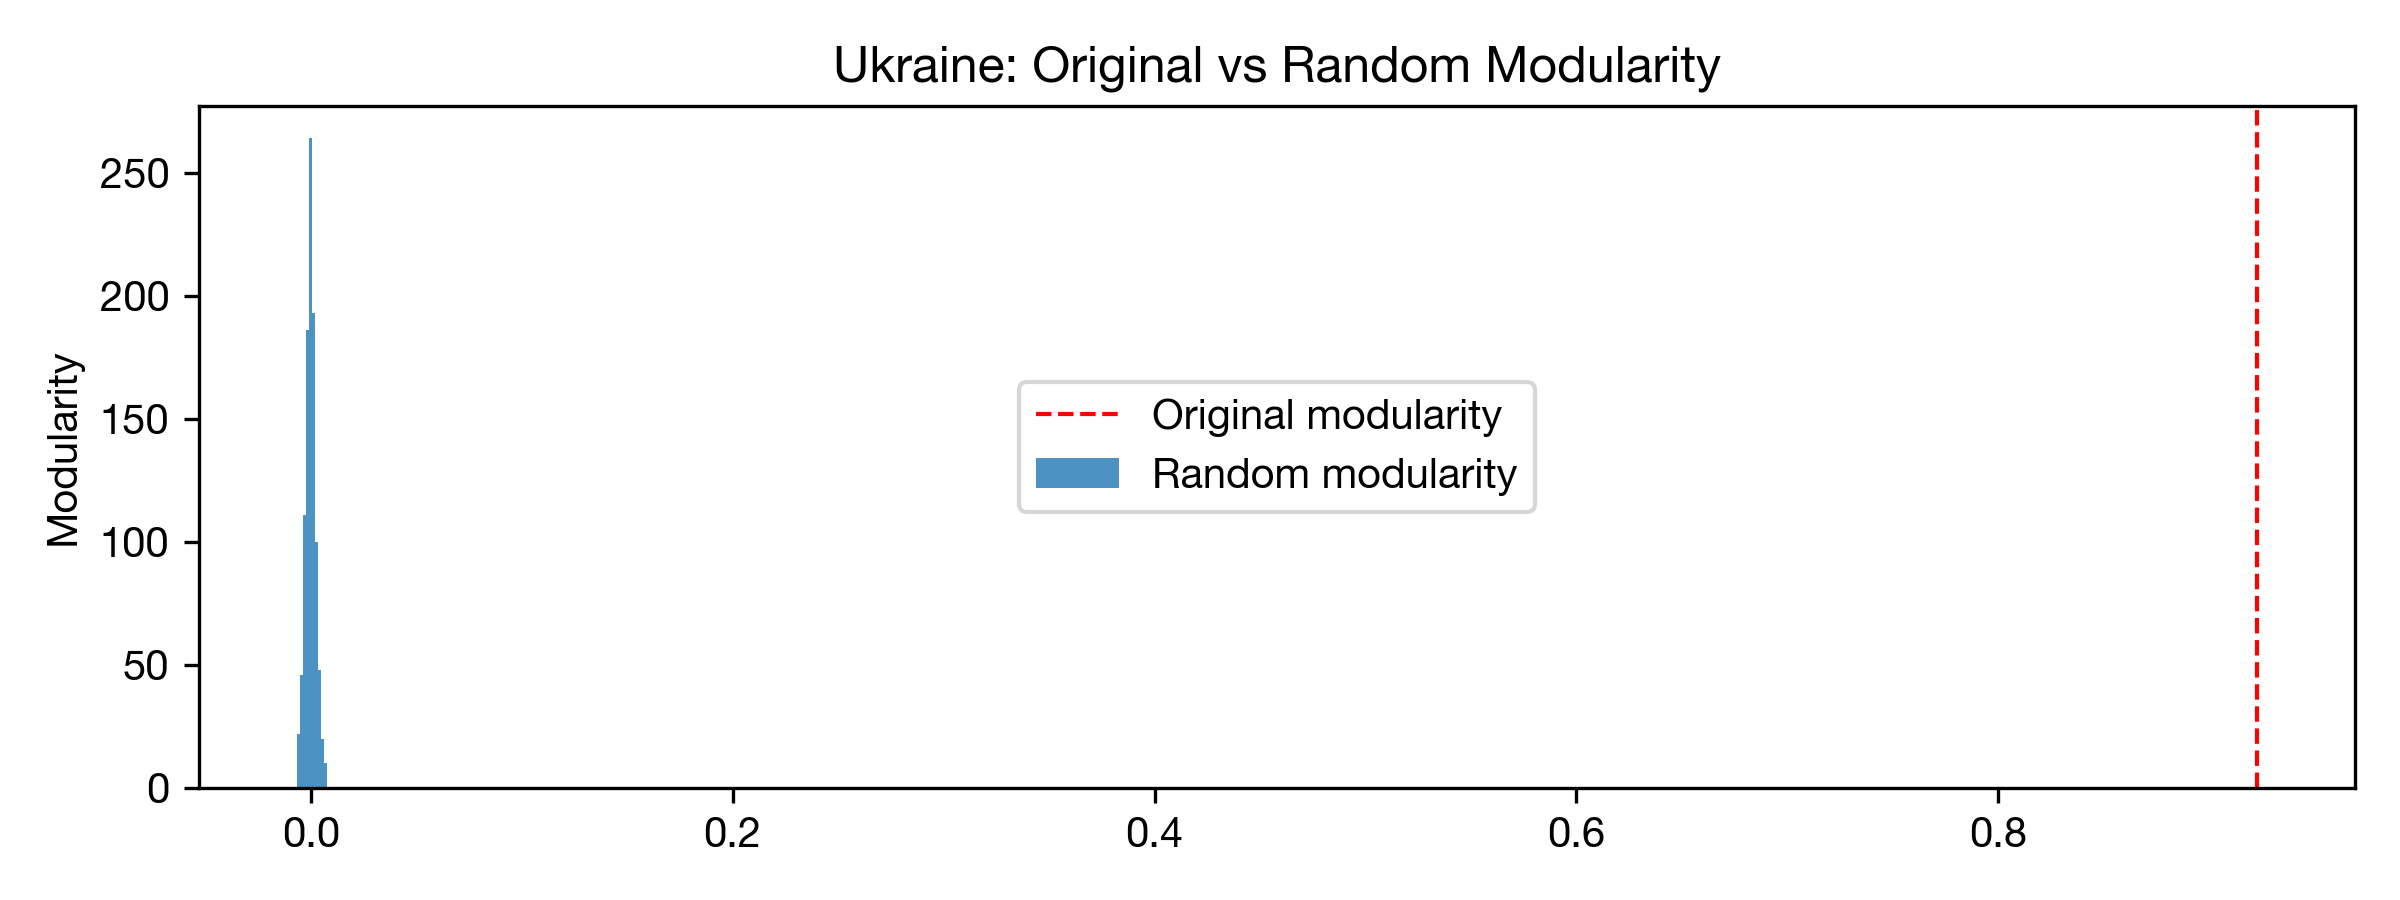 Ukraine: Original vs Random Modularity
Modularity
250
200
150
100
50
0
Original modularity
Random modularity
0.0 0.2 0.4 0.6 0.8